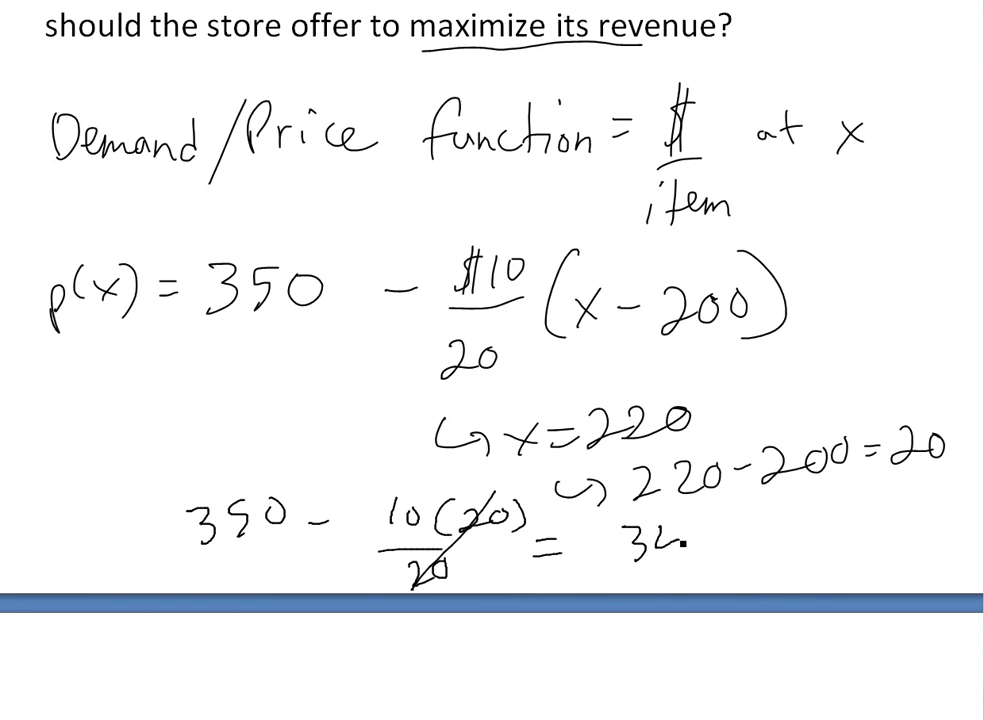 should the store offer to maximize its revenue?
Demand/Price function = $/item at x
p(x) = 350 - $10/20 (x - 200)
↳ x = 220
↳ 220 - 200 = 20
350 - 10(20)/20 = 34